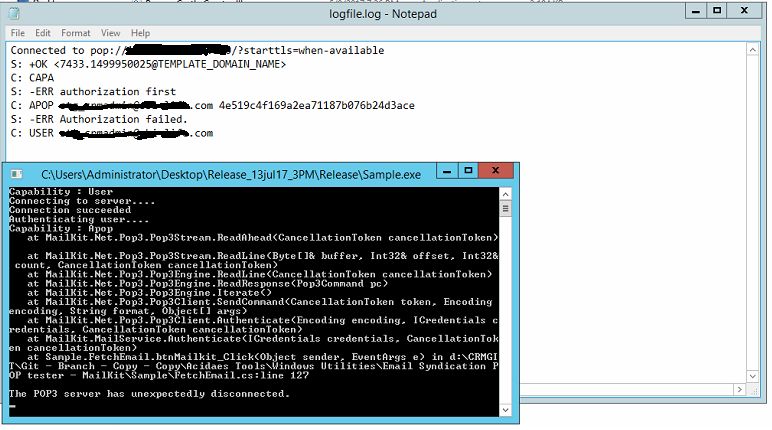 logfile.log - Notepad
File Edit Format View Help
Connected to pop:// /?starttls=when-available
S: +OK <7433.1499950025@TEMPLATE_DOMAIN_NAME>
C: CAPA
S: -ERR authorization first
C: APOP .com 4e519c4f169a2ea71187b076b24d3ace
S: -ERR Authorization failed.
C: USER .com
C:\Users\Administrator\Desktop\Release_13jul17_3PM\Release\Sample.exe
Capability : User
Connecting to server....
Connection succeeded
Authenticating user....
Capability : Apop
at MailKit.Net.Pop3.Pop3Stream.ReadAhead(CancellationToken cancellationToken)
at MailKit.Net.Pop3.Pop3Stream.ReadLine(Byte[]& buffer, Int32& offset, Int32&
count, CancellationToken cancellationToken)
at MailKit.Net.Pop3.Pop3Engine.ReadLine(CancellationToken cancellationToken)
at MailKit.Net.Pop3.Pop3Engine.ReadResponse(Pop3Command pc)
at MailKit.Net.Pop3.Pop3Engine.Iterate()
at MailKit.Net.Pop3.Pop3Client.SendCommand(CancellationToken token, Encoding
encoding, String format, Object[] args)
at MailKit.Net.Pop3.Pop3Client.Authenticate(Encoding encoding, ICredentials c
redentials, CancellationToken cancellationToken)
at MailKit.MailService.Authenticate(ICredentials credentials, CancellationTok
en cancellationToken)
at Sample.FetchEmail.btnMailkit_Click(Object sender, EventArgs e) in d:\CRMGI
T\Git - Branch - Copy - Copy\Acidaes Tools\Windows Utilities\Email Syndication P
OP tester - MailKit\Sample\FetchEmail.cs:line 127
The POP3 server has unexpectedly disconnected.